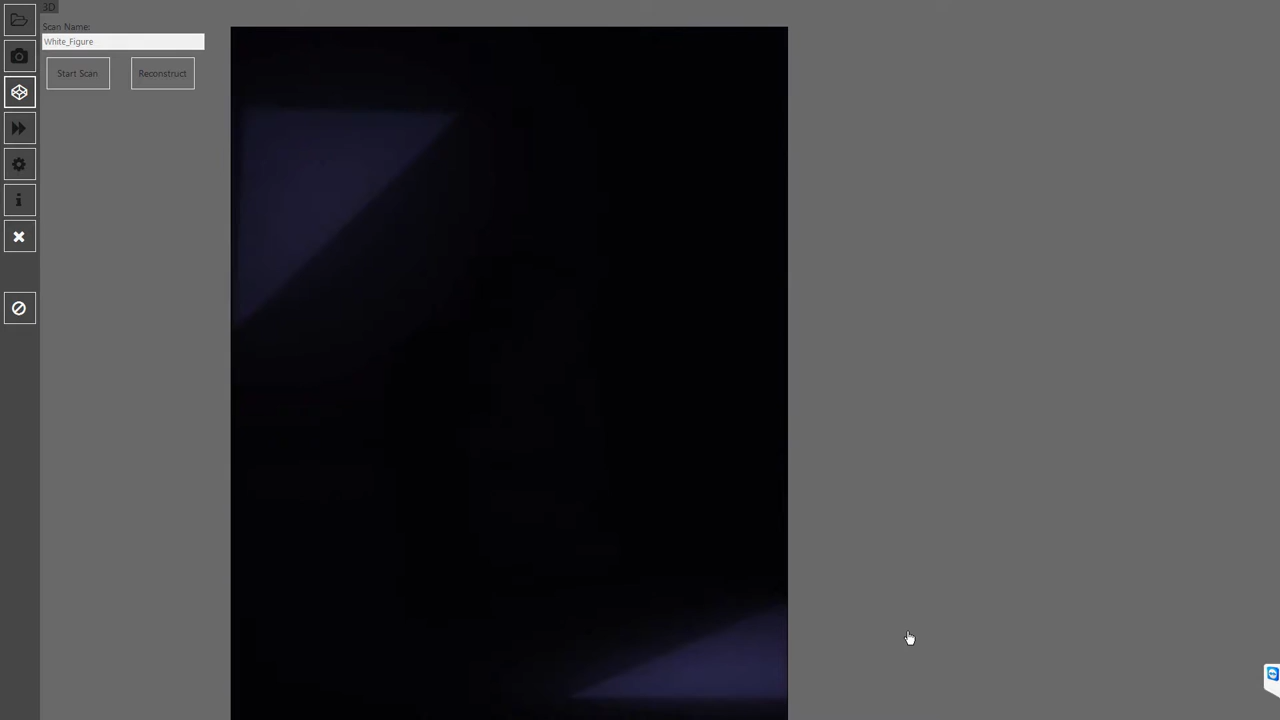 3D
Scan Name:
White_Figure
Start Scan
Reconstruct